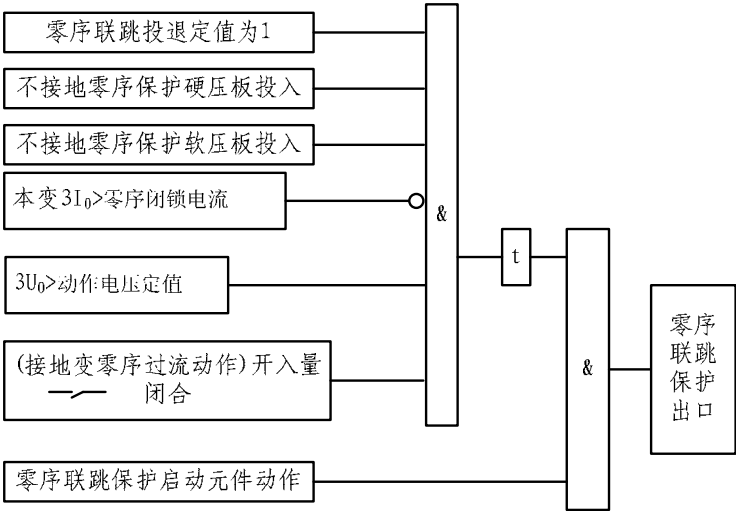 零序联跳投退定值为1
不接地零序保护硬压板投入
不接地零序保护软压板投入
本变3I₀>零序闭锁电流
&
t
3U₀>动作电压定值
零序
联跳
保护
出口
(接地变零序过流动作)开入量
闭合
&
零序联跳保护启动元件动作